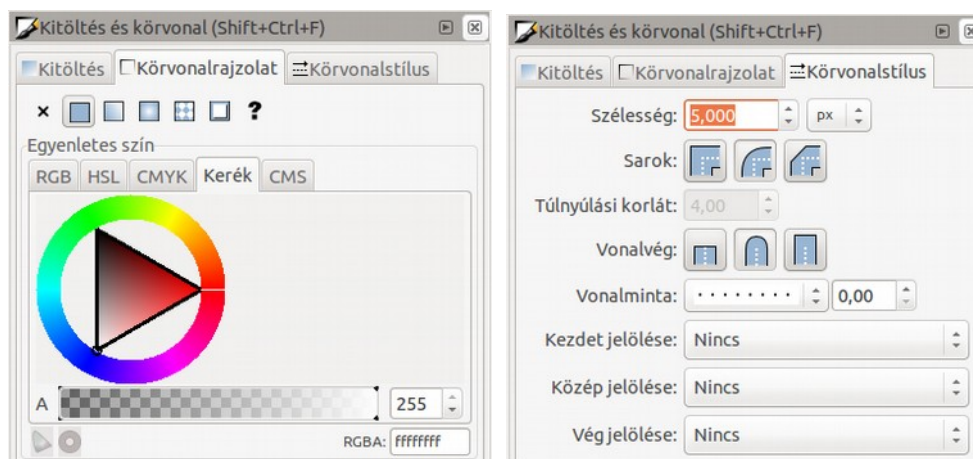 Kitöltés és körvonal (Shift+Ctrl+F)
Kitöltés Körvonalrajzolat Körvonalstílus
?
Egyenletes szín
RGB HSL CMYK Kerék CMS
A 255
RGBA: ffffffff
Kitöltés és körvonal (Shift+Ctrl+F)
Kitöltés Körvonalrajzolat Körvonalstílus
Szélesség: 5,000 px
Sarok:
Túlnyúlási korlát: 4,00
Vonalvég:
Vonalminta: 0,00
Kezdet jelölése: Nincs
Közép jelölése: Nincs
Vég jelölése: Nincs